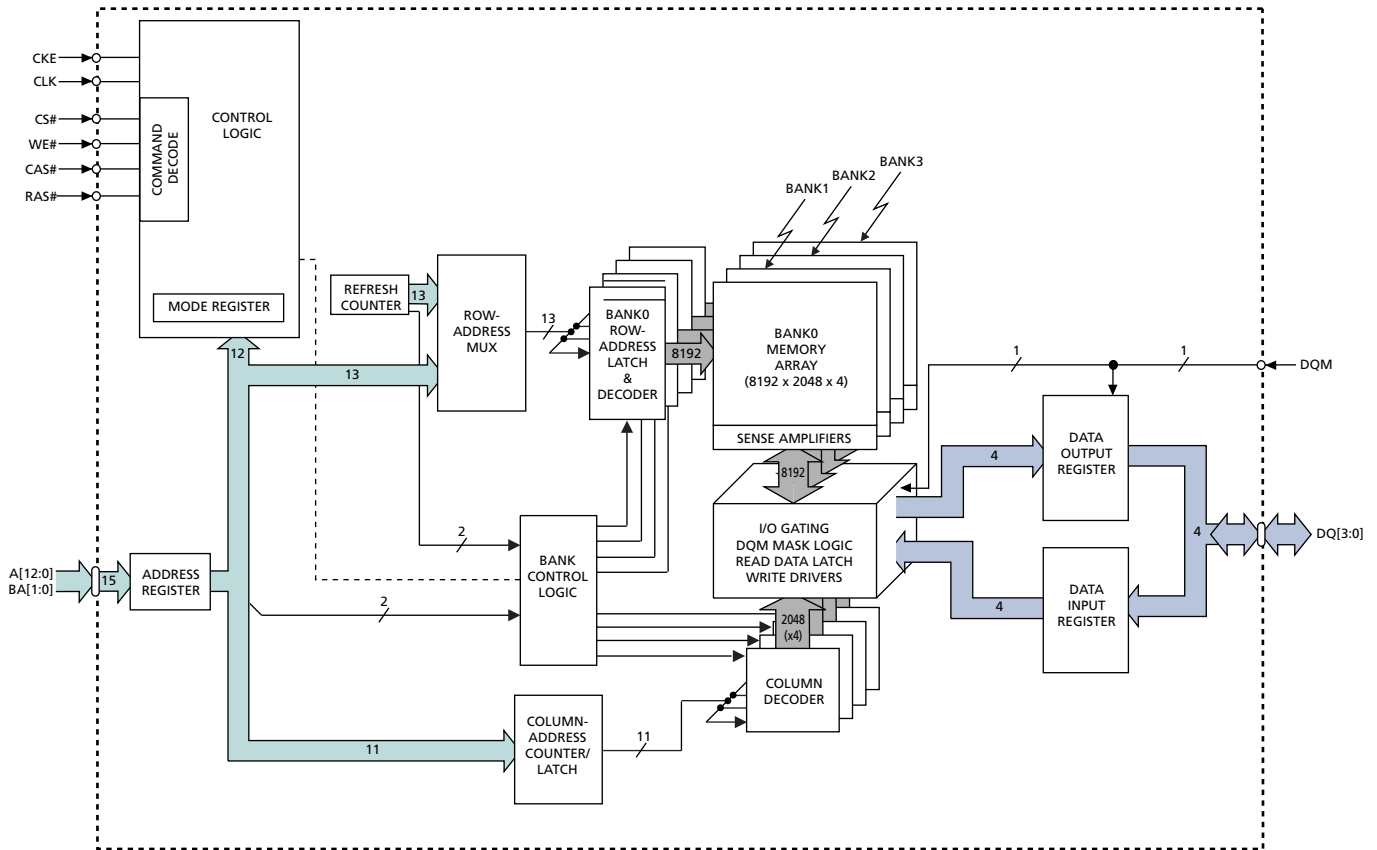 CKE
CLK
CS#
WE#
CAS#
RAS#
COMMAND
DECODE
CONTROL
LOGIC
MODE REGISTER
12
REFRESH
COUNTER
13
13
ROW-
ADDRESS
MUX
13
BANK0
ROW-
ADDRESS
LATCH
&
DECODER
8192
BANK1
BANK2
BANK3
BANK0
MEMORY
ARRAY
(8192 x 2048 x 4)
SENSE AMPLIFIERS
8192
I/O GATING
DQM MASK LOGIC
READ DATA LATCH
WRITE DRIVERS
2048
(x4)
COLUMN
DECODER
1
1
DQM
DATA
OUTPUT
REGISTER
4
4
DQ[3:0]
DATA
INPUT
REGISTER
4
A[12:0]
BA[1:0]
15
ADDRESS
REGISTER
2
2
BANK
CONTROL
LOGIC
11
COLUMN-
ADDRESS
COUNTER/
LATCH
11